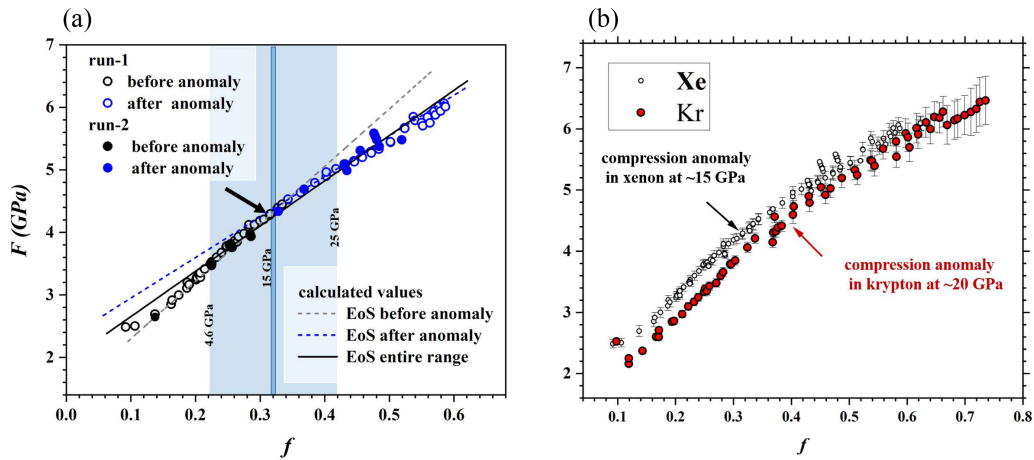 (a)
F (GPa)
7
6
5
4
3
2
run-1
before anomaly
after anomaly
run-2
before anomaly
after anomaly
4.6 GPa
15 GPa
25 GPa
calculated values
EoS before anomaly
EoS after anomaly
EoS entire range
0.0 0.1 0.2 0.3 0.4 0.5 0.6
f
(b)
7
6
5
4
3
2
Xe
Kr
compression anomaly
in xenon at ~15 GPa
compression anomaly
in krypton at ~20 GPa
0.1 0.2 0.3 0.4 0.5 0.6 0.7 0.8
f